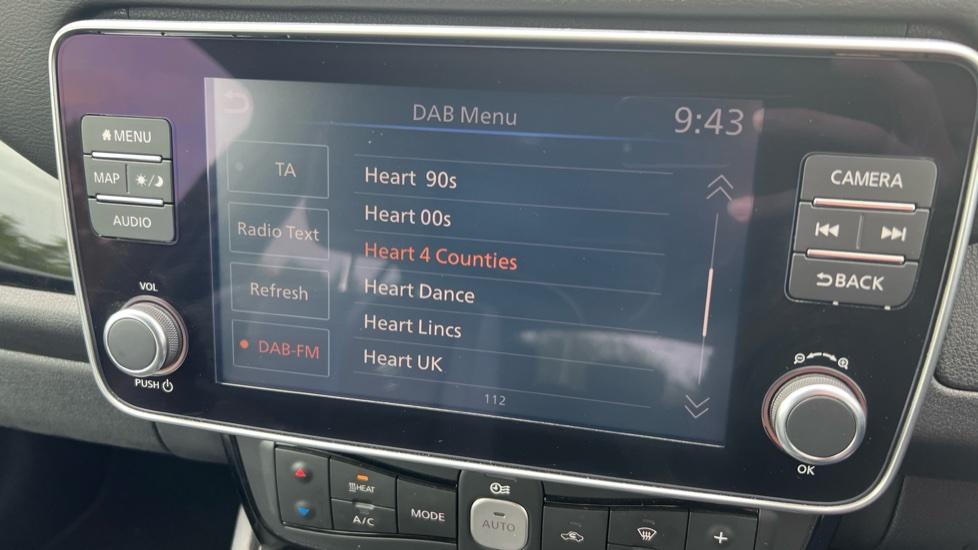 DAB Menu
9:43
MENU
MAP
AUDIO
TA
Radio Text
Refresh
DAB-FM
Heart 90s
Heart 00s
Heart 4 Counties
Heart Dance
Heart Lincs
Heart UK
112
CAMERA
BACK
VOL
PUSH
OK
HEAT
A/C
MODE
AUTO
+